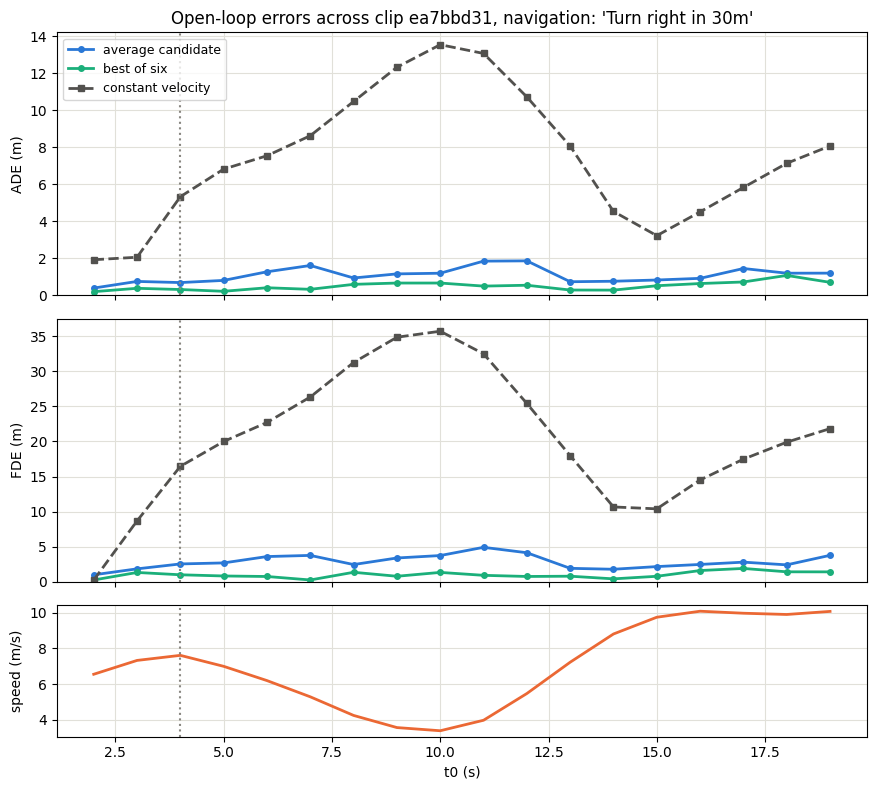 Open-loop errors across clip ea7bbd31, navigation: 'Turn right in 30m'
average candidate
best of six
constant velocity
ADE (m)
14
12
10
8
6
4
2
0
FDE (m)
35
30
25
20
15
10
5
0
speed (m/s)
10
8
6
4
2.5 5.0 7.5 10.0 12.5 15.0 17.5
t0 (s)